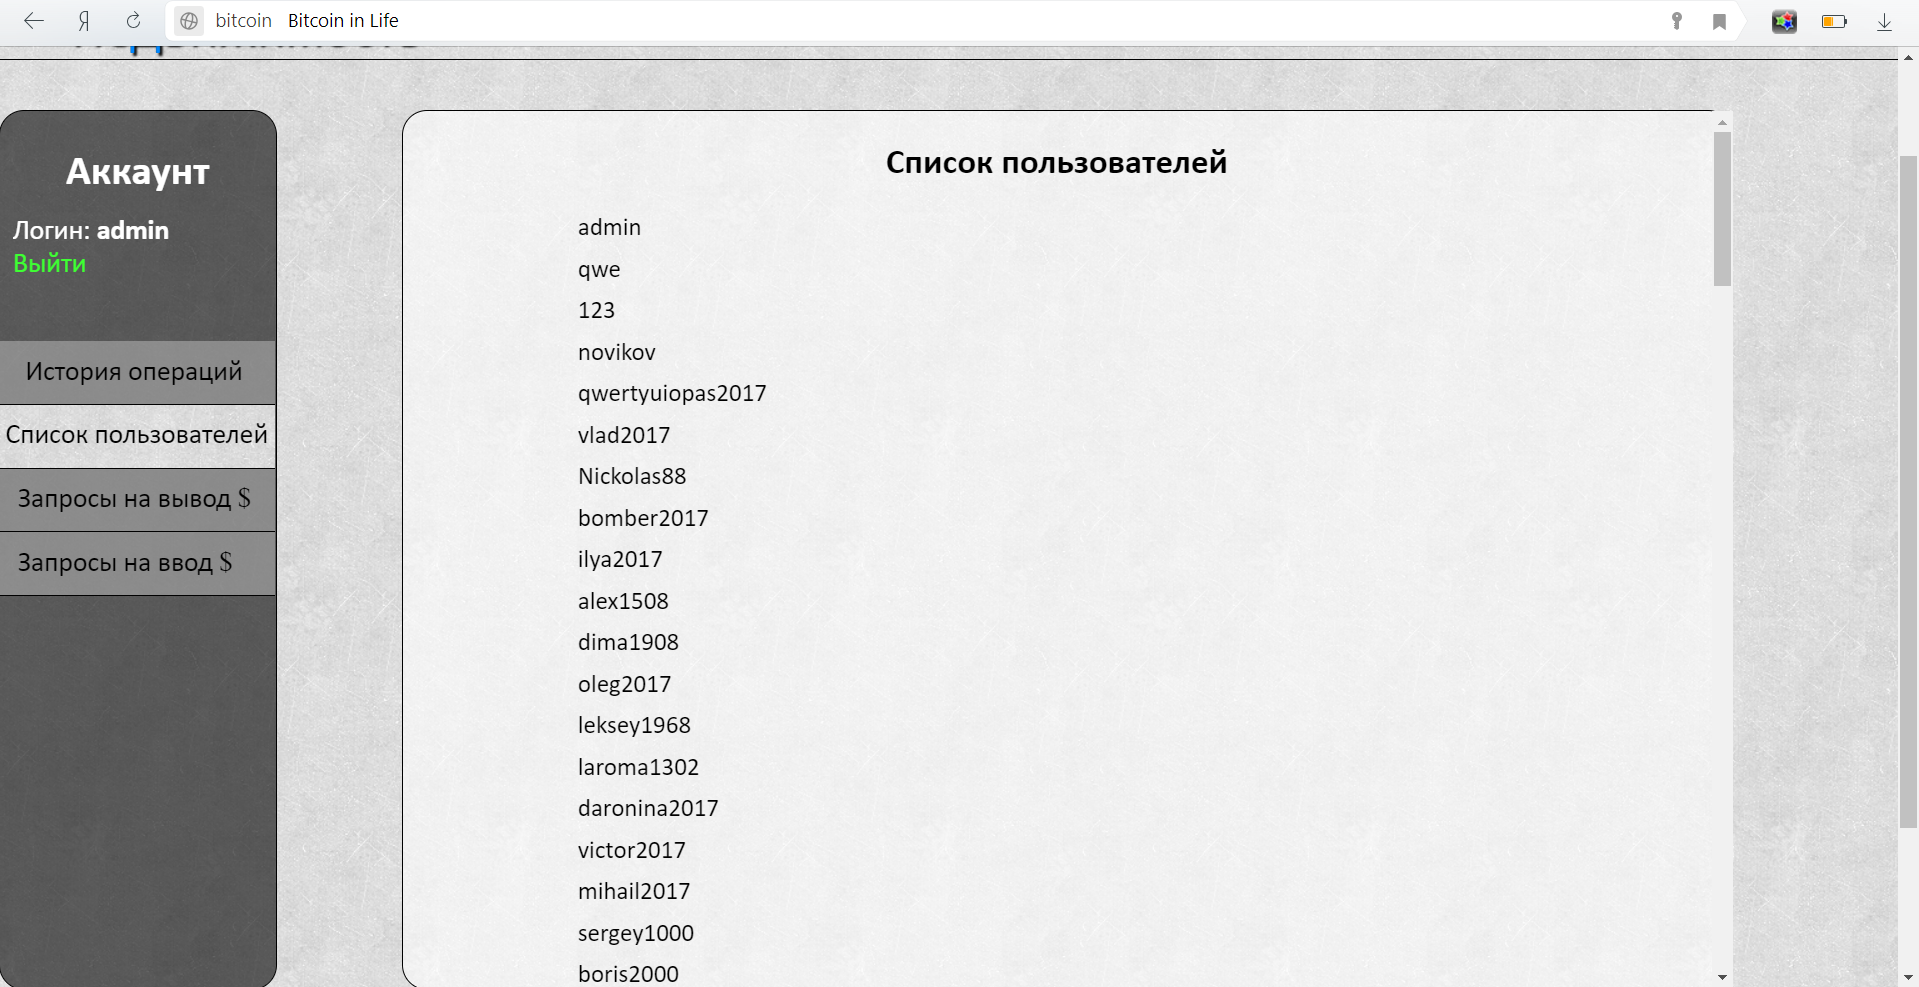 bitcoin Bitcoin in Life
Аккаунт
Логин: admin
Выйти
История операций
Список пользователей
Запросы на вывод $
Запросы на ввод $
Список пользователей
admin
qwe
123
novikov
qwertyuiopas2017
vlad2017
Nickolas88
bomber2017
ilya2017
alex1508
dima1908
oleg2017
leksey1968
laroma1302
daronina2017
victor2017
mihail2017
sergey1000
boris2000